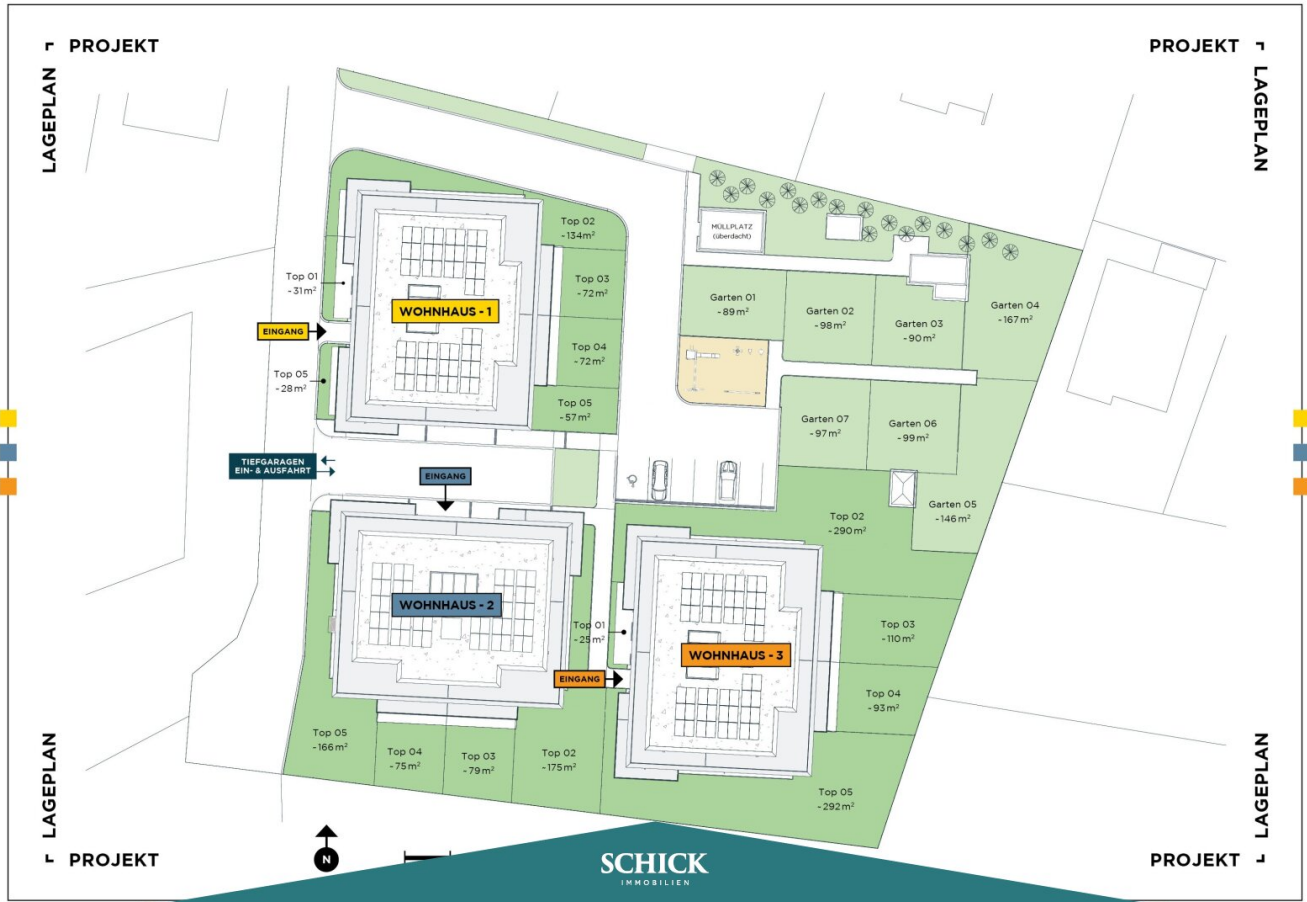 PROJEKT
LAGEPLAN
PROJEKT
LAGEPLAN
Top 02
~134m²
Top 01
~31m²
Top 03
~72m²
WOHNHAUS - 1
EINGANG
Top 04
~72m²
Top 05
~28m²
Top 05
~57m²
MÜLLPLATZ
(überdacht)
Garten 01
~89m²
Garten 02
~98m²
Garten 03
~90m²
Garten 04
~167m²
Garten 07
~97m²
Garten 06
~99m²
Garten 05
~146m²
TIEFGARAGEN
EIN- & AUSFAHRT
EINGANG
WOHNHAUS - 2
Top 05
~166m²
Top 04
~75m²
Top 03
~79m²
Top 02
~175m²
Top 02
~290m²
Top 01
~25m²
WOHNHAUS - 3
EINGANG
Top 03
~110m²
Top 04
~93m²
Top 05
~292m²
LAGEPLAN
PROJEKT
N
SCHICK
IMMOBILIEN
LAGEPLAN
PROJEKT